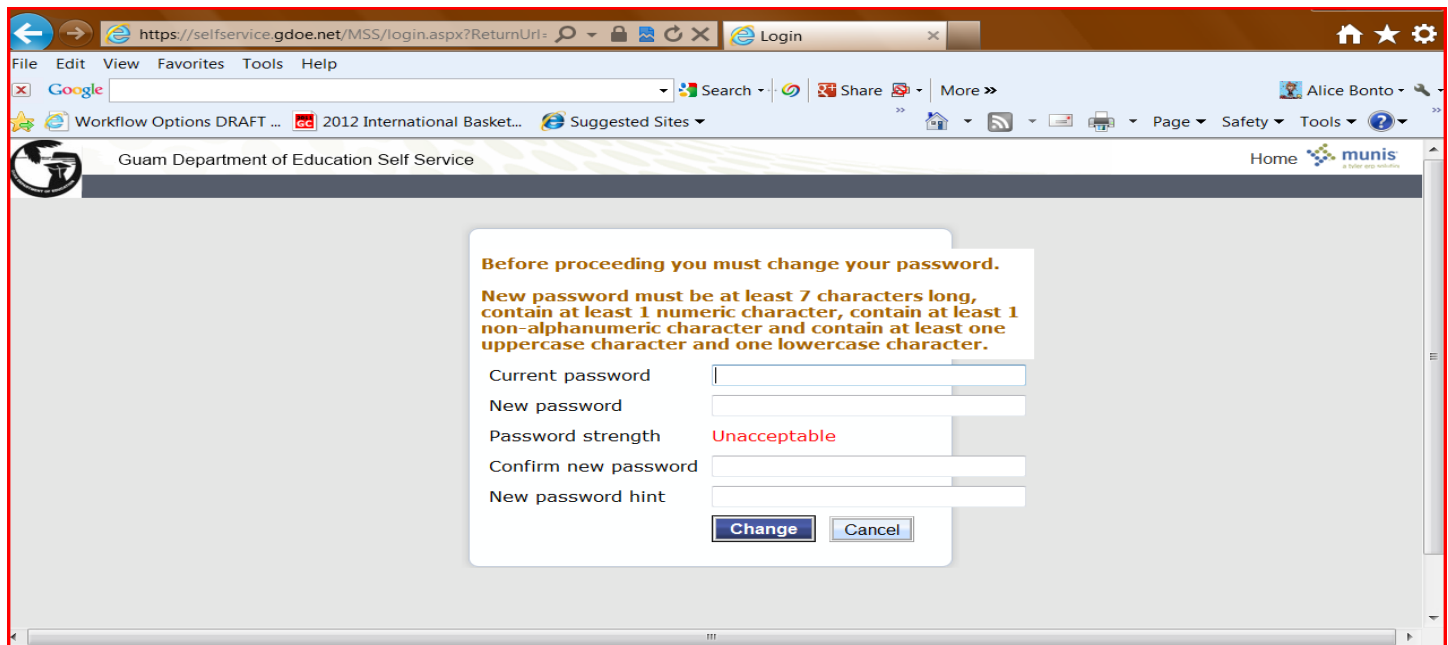 https://selfservice.gdoe.net/MSS/login.aspx?ReturnUrl= Login
File Edit View Favorites Tools Help
x Google Search Share More » Alice Bonto
Workflow Options DRAFT ... GC 2012 International Basket... Suggested Sites » Page Safety Tools ? »
Guam Department of Education Self Service Home munis
Before proceeding you must change your password.
New password must be at least 7 characters long,
contain at least 1 numeric character, contain at least 1
non-alphanumeric character and contain at least one
uppercase character and one lowercase character.
Current password
New password
Password strength Unacceptable
Confirm new password
New password hint
Change Cancel